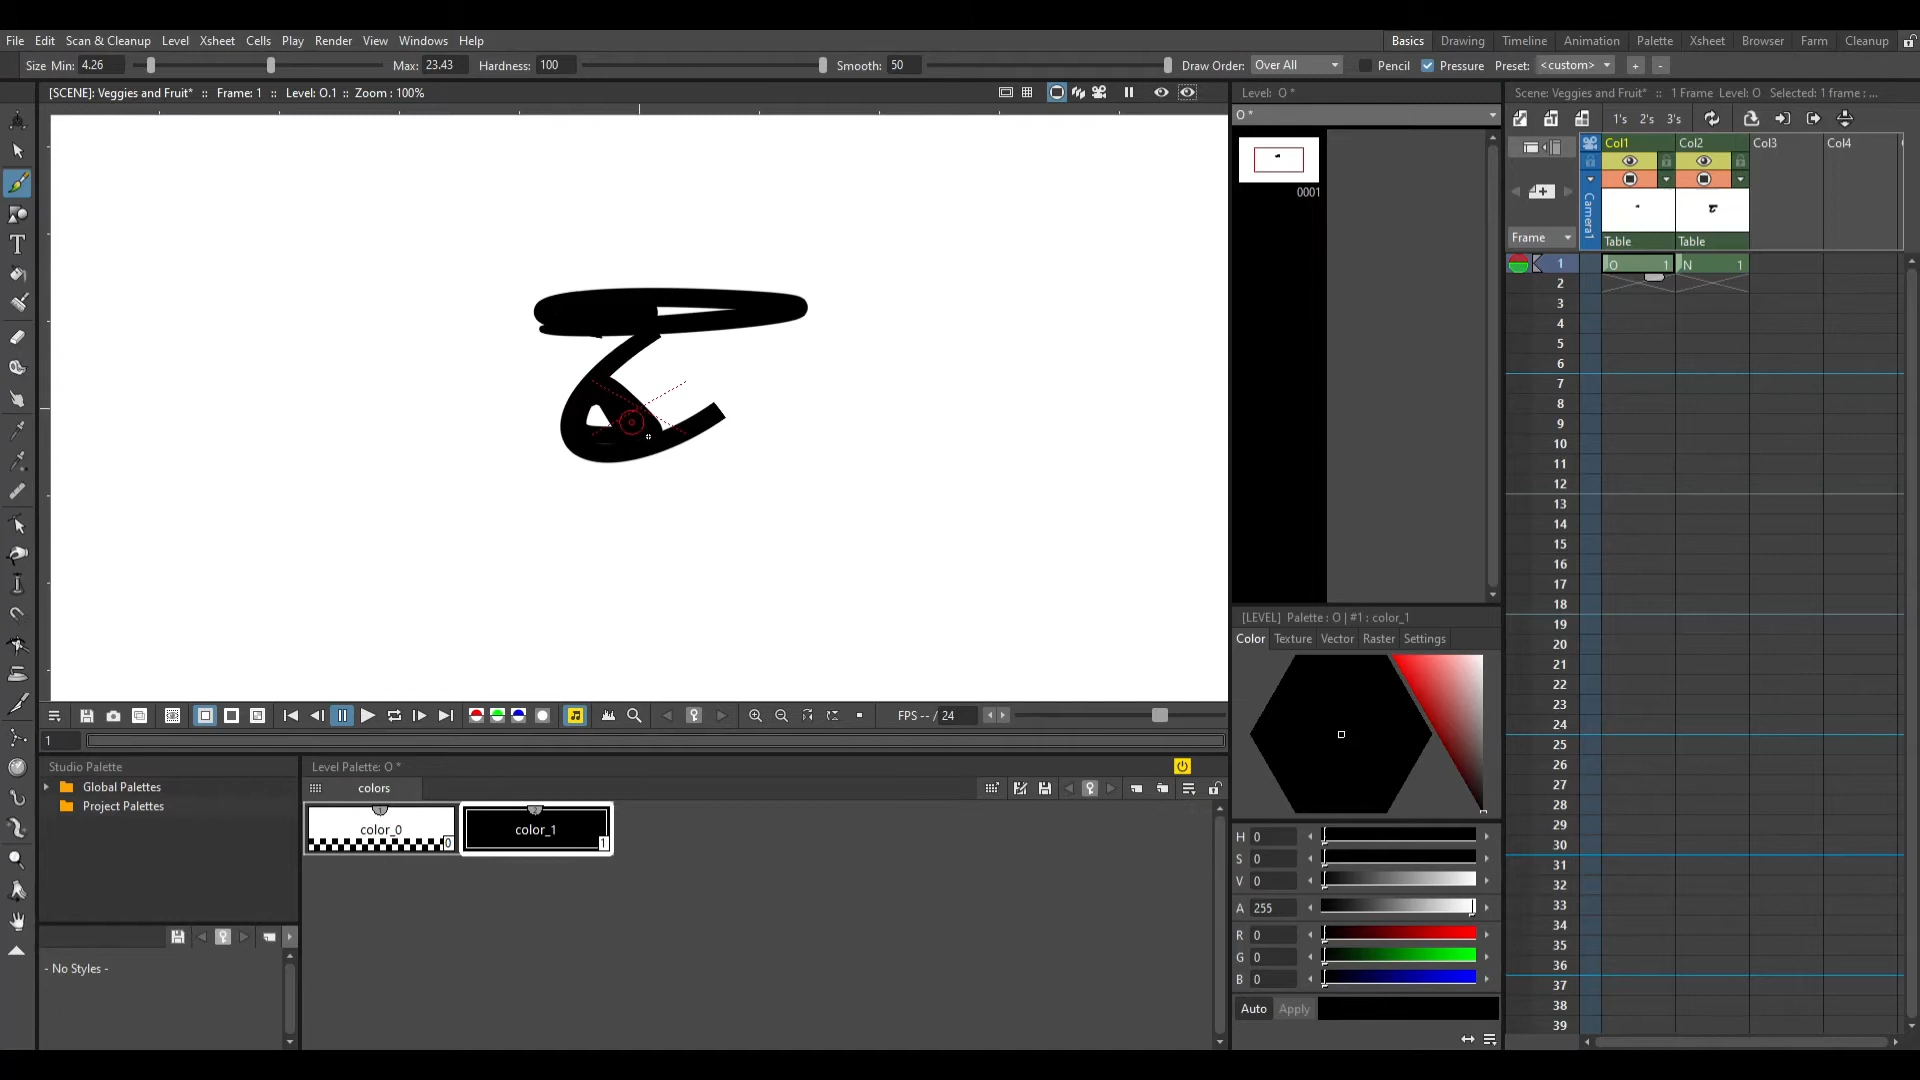 File Edit Scan & Cleanup Level Xsheet Cells Play Render View Windows Help
Basics Drawing Timeline Animation Palette Xsheet Browser Farm Cleanup
Size Min: 4.26 Max: 23.43 Hardness: 100 Smooth: 50 Draw Order: Over All Pencil Pressure Preset: <custom> + -
[SCENE]: Veggies and Fruit* :: Frame: 1 :: Level: O.1 :: Zoom : 100%
Level: O *
O *
0001
Scene: Veggies and Fruit* :: 1 Frame Level: O Selected: 1 frame : ...
1's 2's 3's
Col1 Col2 Col3 Col4
Camera1
Frame
Table Table
1 O 1 N 1
2
3
4
5
6
7
8
9
10
11
12
13
14
15
16
17
18
19
20
21
22
23
24
25
26
27
28
29
30
31
32
33
34
35
36
37
38
39
FPS -- / 24
1
[LEVEL] Palette : O | #1 : color_1
Color Texture Vector Raster Settings
H 0
S 0
V 0
A 255
R 0
G 0
B 0
Auto Apply
Studio Palette
Global Palettes
Project Palettes
- No Styles -
Level Palette: O *
colors
1 color_0 0
2 color_1 1